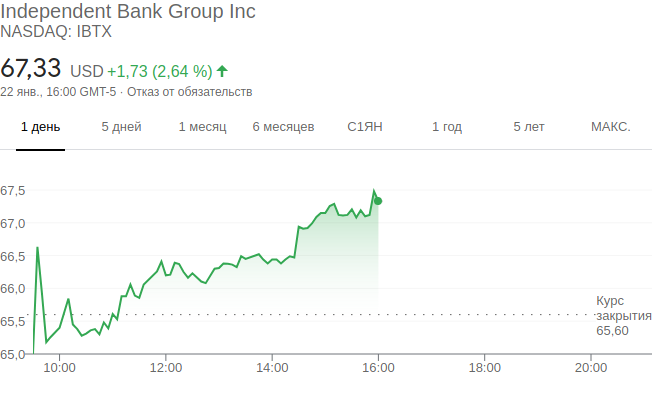 Independent Bank Group Inc
NASDAQ: IBTX
67,33 USD +1,73 (2,64 %)
22 янв., 16:00 GMT-5 · Отказ от обязательств
1 день 5 дней 1 месяц 6 месяцев С1ЯН 1 год 5 лет МАКС.
67,5
67,0
66,5
66,0
Курс
закрытия
65,60
65,5
65,0
10:00 12:00 14:00 16:00 18:00 20:00